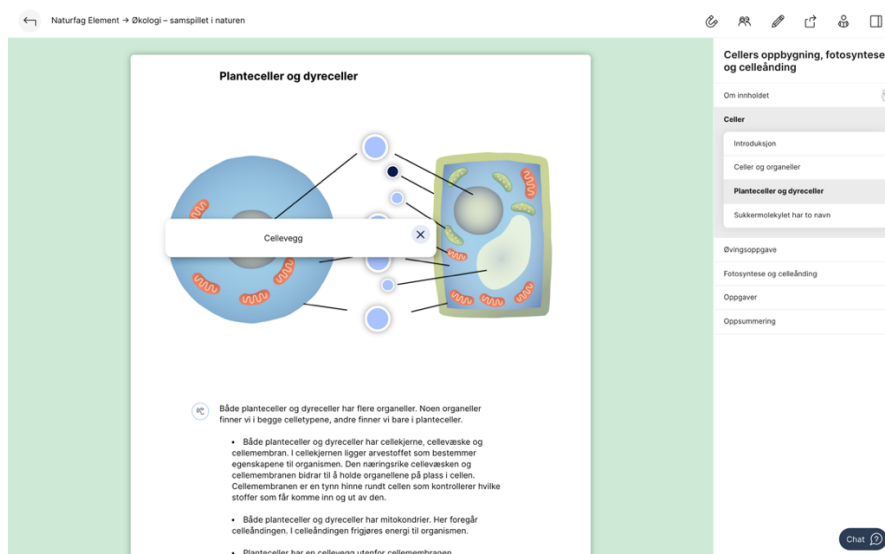 Naturfag Element → Økologi – samspillet i naturen
Cellers oppbygning, fotosyntese
og celleånding
Om innholdet
Celler
Introduksjon
Celler og organeller
Planteceller og dyreceller
Sukkermolekylet har to navn
Øvingsoppgave
Fotosyntese og celleånding
Oppgaver
Oppsummering
Planteceller og dyreceller
Cellevegg
Både planteceller og dyreceller har flere organeller. Noen organeller
finner vi i begge celletypene, andre finner vi bare i planteceller.
• Både planteceller og dyreceller har cellekjerne, cellevæske og
cellemembran. I cellekjernen ligger arvestoffet som bestemmer
egenskapene til organismen. Den næringsrike cellevæsken og
cellemembranen bidrar til å holde organellene på plass i cellen.
Cellemembranen er en tynn hinne rundt cellen som kontrollerer hvilke
stoffer som får komme inn og ut av den.
• Både planteceller og dyreceller har mitokondrier. Her foregår
celleåndingen. I celleåndingen frigjøres energi til organismen.
• Planteceller har en cellevegg utenfor cellemembranen.
Chat